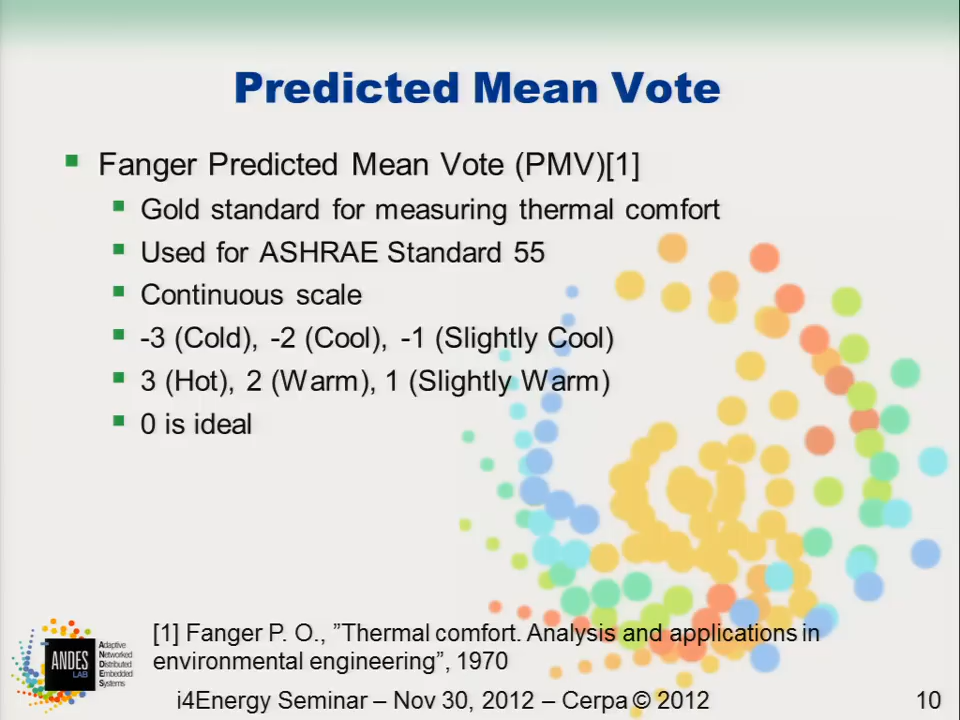 Predicted Mean Vote
Fanger Predicted Mean Vote (PMV)[1]
Gold standard for measuring thermal comfort
Used for ASHRAE Standard 55
Continuous scale
-3 (Cold), -2 (Cool), -1 (Slightly Cool)
3 (Hot), 2 (Warm), 1 (Slightly Warm)
0 is ideal
[1] Fanger P. O., ”Thermal comfort. Analysis and applications in
environmental engineering”, 1970
ANDES
LAB
Adaptive
Networked
Distributed
Embedded
Systems
i4Energy Seminar – Nov 30, 2012 – Cerpa © 2012
10